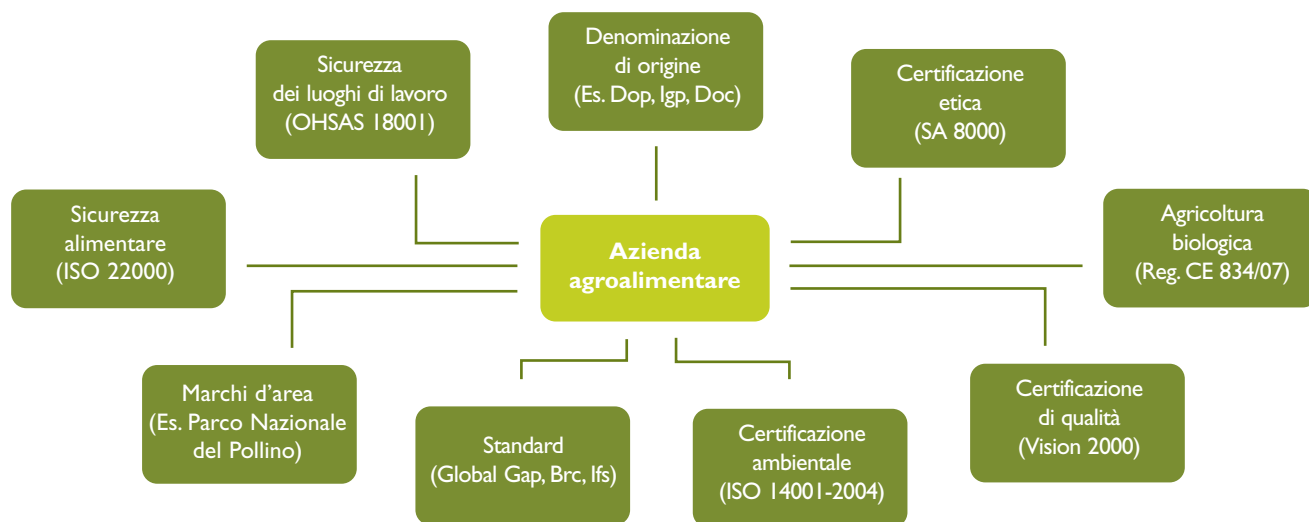 Denominazione
di origine
(Es. Dop, Igp, Doc)
Sicurezza
dei luoghi di lavoro
(OHSAS 18001)
Certificazione
etica
(SA 8000)
Sicurezza
alimentare
(ISO 22000)
Azienda
agroalimentare
Agricoltura
biologica
(Reg. CE 834/07)
Marchi d’area
(Es. Parco Nazionale
del Pollino)
Standard
(Global Gap, Brc, Ifs)
Certificazione
ambientale
(ISO 14001-2004)
Certificazione
di qualità
(Vision 2000)